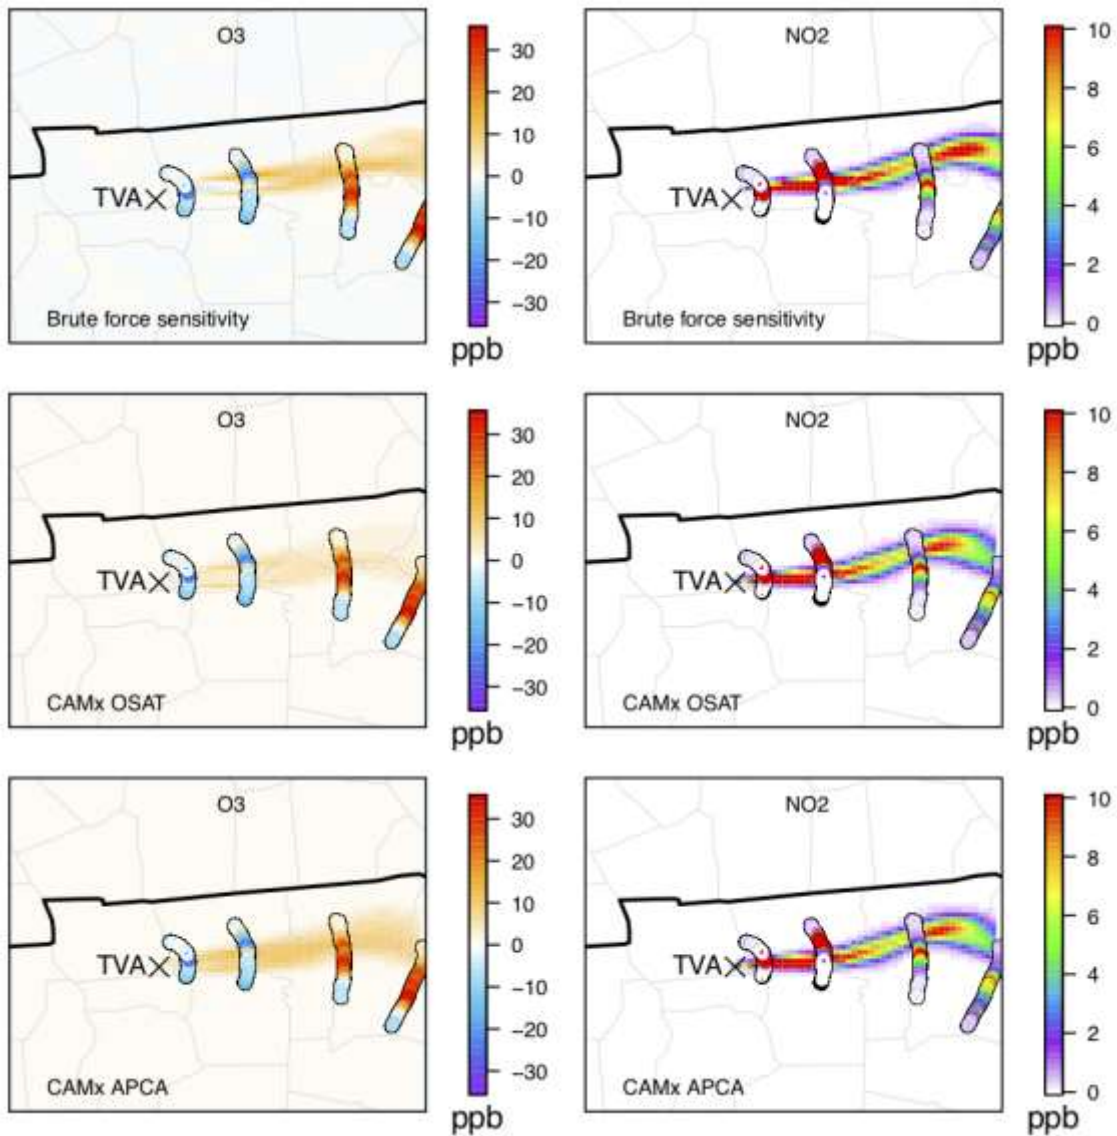 O3
30
20
10
0
−10
−20
−30
ppb
TVA
Brute force sensitivity
NO2
10
8
6
4
2
0
ppb
TVA
Brute force sensitivity
O3
30
20
10
0
−10
−20
−30
ppb
TVA
CAMx OSAT
NO2
10
8
6
4
2
0
ppb
TVA
CAMx OSAT
O3
30
20
10
0
−10
−20
−30
ppb
TVA
CAMx APCA
NO2
10
8
6
4
2
0
ppb
TVA
CAMx APCA